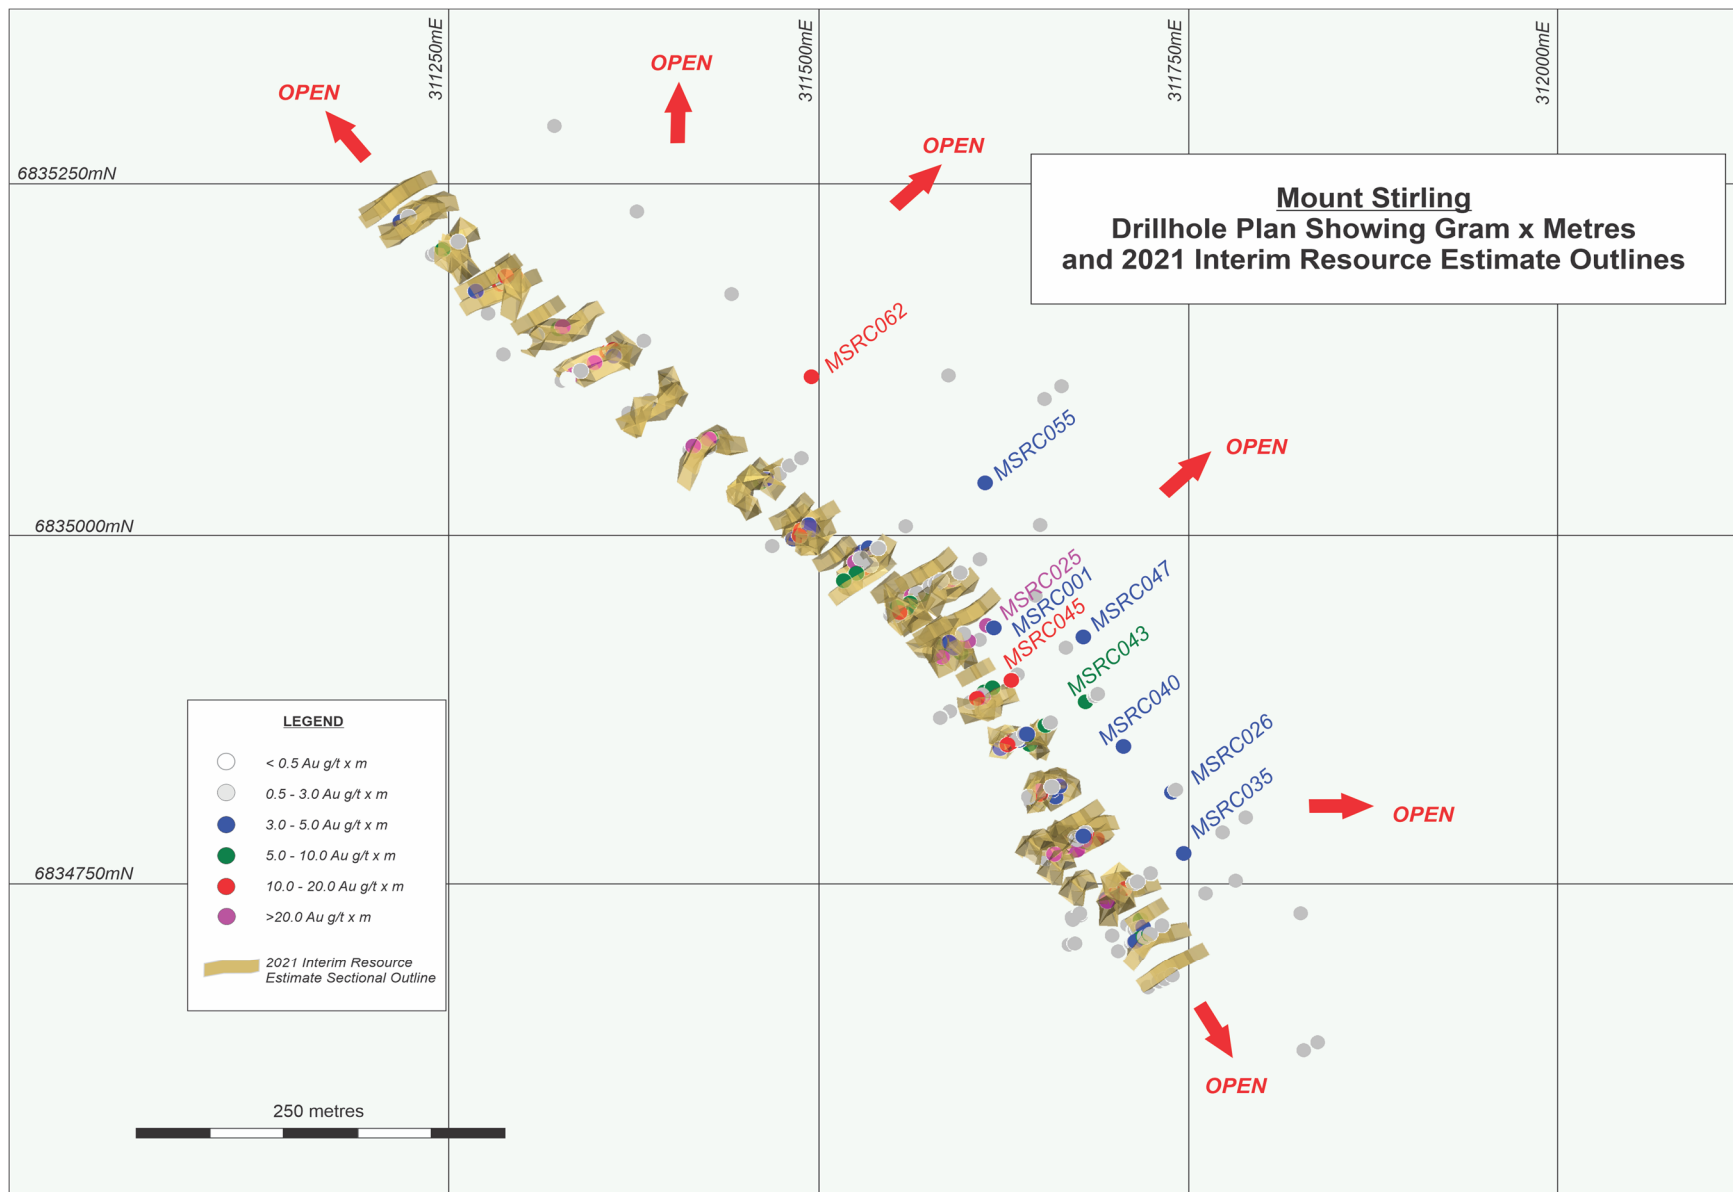 311250mE
311500mE
311750mE
312000mE
OPEN
OPEN
OPEN
6835250mN
Mount Stirling
Drillhole Plan Showing Gram x Metres
and 2021 Interim Resource Estimate Outlines
MSRC062
MSRC055
OPEN
6835000mN
MSRC025
MSRC001
MSRC045
MSRC047
MSRC043
MSRC040
MSRC026
MSRC035
OPEN
6834750mN
LEGEND
< 0.5 Au g/t x m
0.5 - 3.0 Au g/t x m
3.0 - 5.0 Au g/t x m
5.0 - 10.0 Au g/t x m
10.0 - 20.0 Au g/t x m
>20.0 Au g/t x m
2021 Interim Resource
Estimate Sectional Outline
OPEN
250 metres